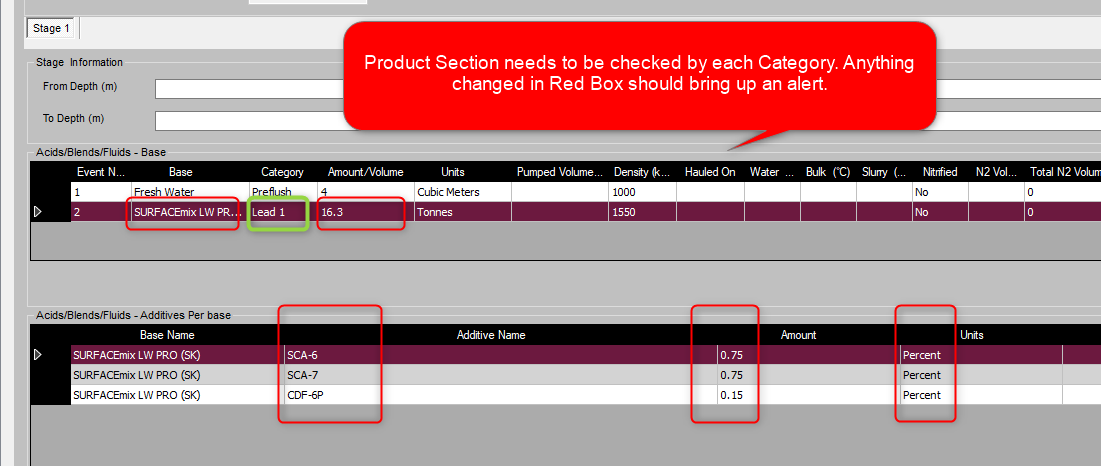 Stage 1
Product Section needs to be checked by each Category. Anything
changed in Red Box should bring up an alert.
Stage Information
From Depth (m)
To Depth (m)
Acids/Blends/Fluids - Base
Event N... Base Category Amount/Volume Units Pumped Volume... Density (k... Hauled On Water ... Bulk (°C) Slurry (... Nitrified N2 Vol... Total N2 Volum
1 Fresh Water Preflush 4 Cubic Meters 1000 No 0
2 SURFACEmix LW PR... Lead 1 16.3 Tonnes 1550 No 0
Acids/Blends/Fluids - Additives Per base
Base Name Additive Name Amount Units
SURFACEmix LW PRO (SK) SCA-6 0.75 Percent
SURFACEmix LW PRO (SK) SCA-7 0.75 Percent
SURFACEmix LW PRO (SK) CDF-6P 0.15 Percent